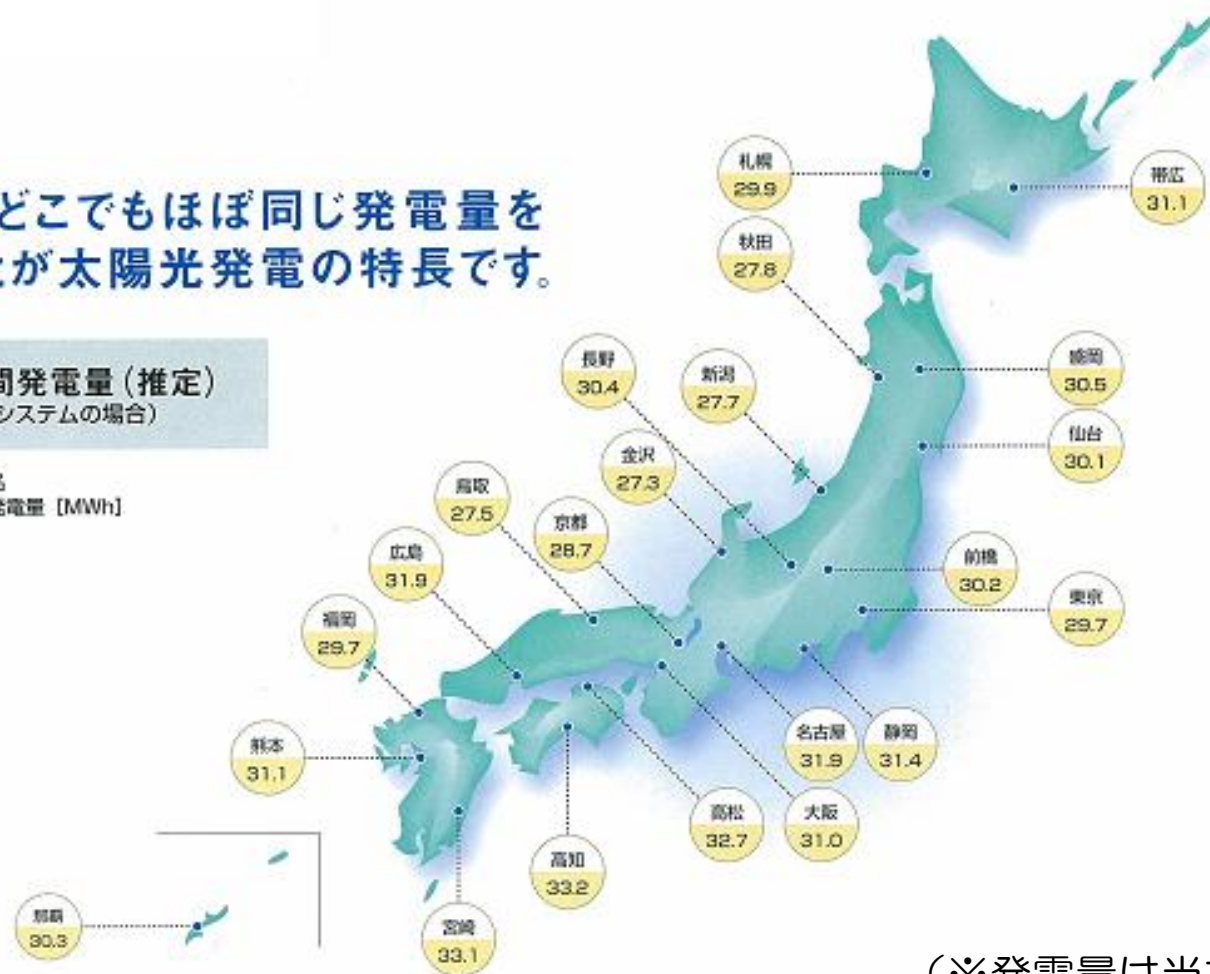 どこでもほぼ同じ発電量を
が太陽光発電の特長です。
間発電量（推定）
システムの場合）
発電量［MWh］
札幌
29.9
帯広
31.1
秋田
27.8
長野
30.4
新潟
27.7
盛岡
30.5
仙台
30.1
金沢
27.3
鳥取
27.5
京都
28.7
広島
31.9
前橋
30.2
東京
29.7
福岡
29.7
名古屋
31.9
静岡
31.4
熊本
31.1
高松
32.7
大阪
31.0
高知
33.2
那覇
30.3
宮崎
33.1
（※発電量は当